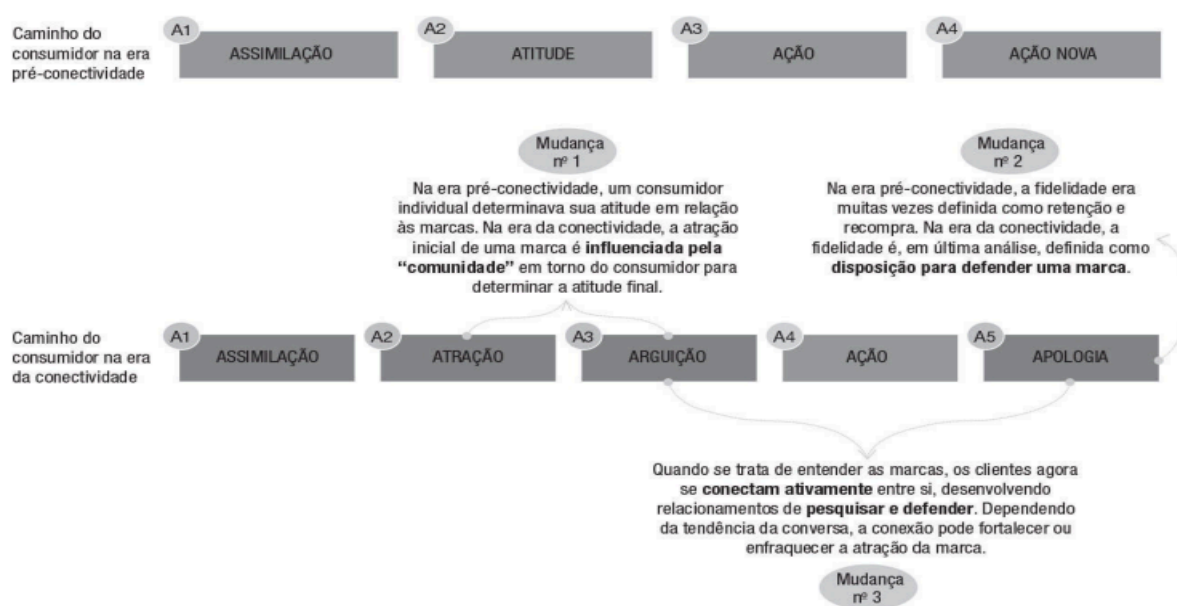 Caminho do
consumidor na era
pré-conectividade
A1
ASSIMILAÇÃO
A2
ATITUDE
A3
AÇÃO
A4
AÇÃO NOVA
Mudança
nº 1
Na era pré-conectividade, um consumidor
individual determinava sua atitude em relação
às marcas. Na era da conectividade, a atração
inicial de uma marca é influenciada pela
“comunidade” em torno do consumidor para
determinar a atitude final.
Mudança
nº 2
Na era pré-conectividade, a fidelidade era
muitas vezes definida como retenção e
recompra. Na era da conectividade, a
fidelidade é, em última análise, definida como
disposição para defender uma marca.
Caminho do
consumidor na era
da conectividade
A1
ASSIMILAÇÃO
A2
ATRAÇÃO
A3
ARGUIÇÃO
A4
AÇÃO
A5
APOLOGIA
Quando se trata de entender as marcas, os clientes agora
se conectam ativamente entre si, desenvolvendo
relacionamentos de pesquisar e defender. Dependendo
da tendência da conversa, a conexão pode fortalecer ou
enfraquecer a atração da marca.
Mudança
nº 3